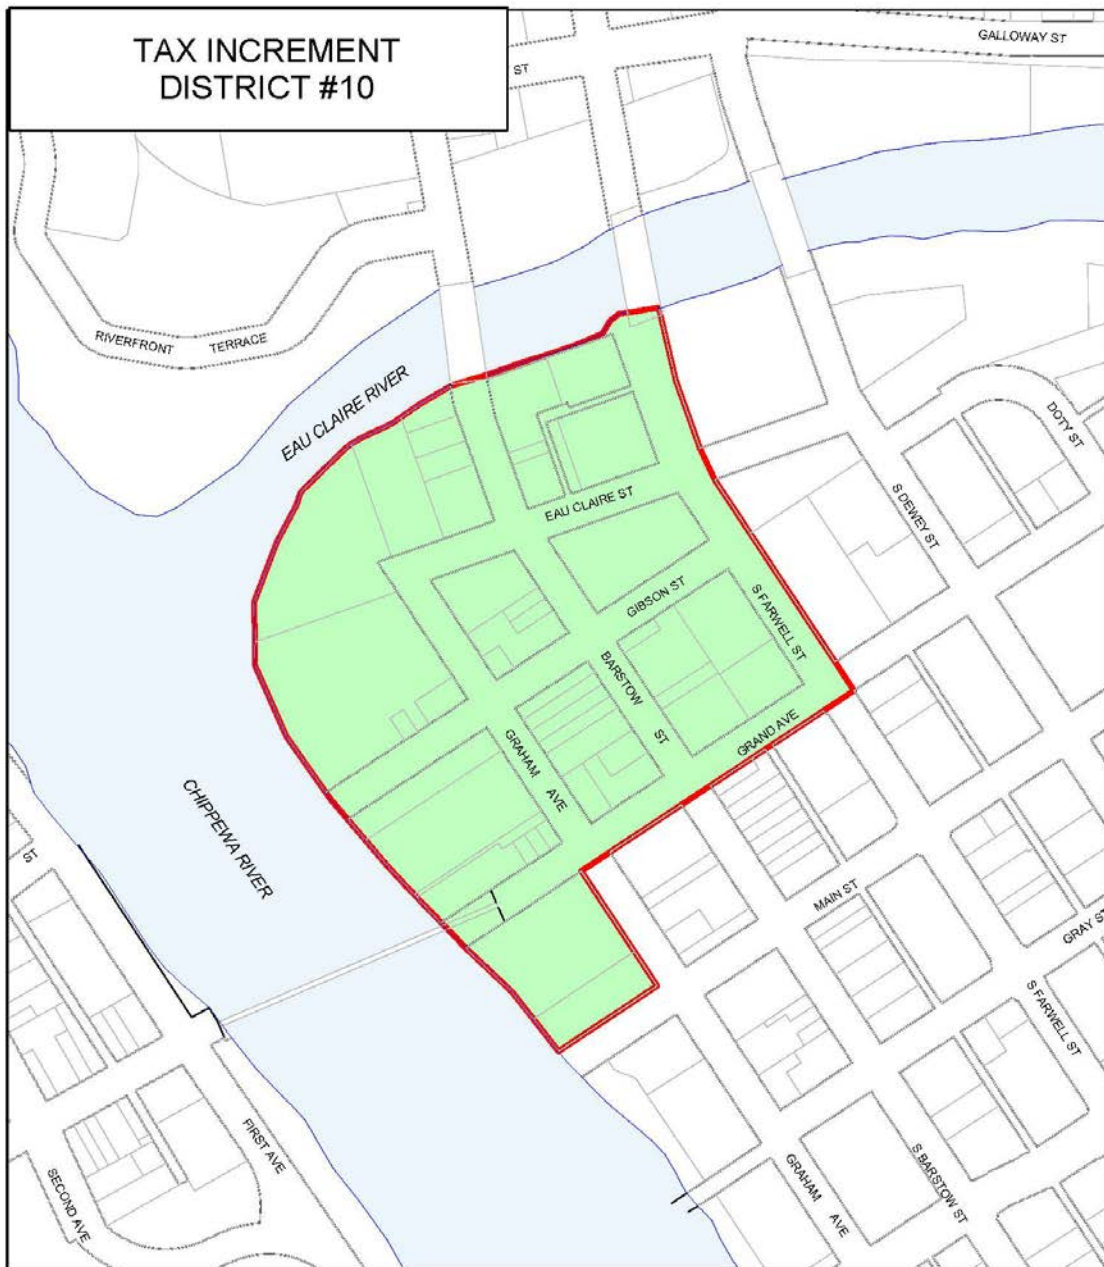 TAX INCREMENT
DISTRICT #10
GALLOWAY ST
ST
RIVERFRONT TERRACE
EAU CLAIRE RIVER
DOTY ST
EAU CLAIRE ST
S DEWEY ST
GIBSON ST
S FARWELL ST
BARSTOW ST
GRAHAM AVE
GRAND AVE
CHIPPEWA RIVER
ST
MAIN ST
GRAY S
S FARWELL ST
FIRST AVE
SECOND AVE
GRAHAM AVE
S BARSTOW ST